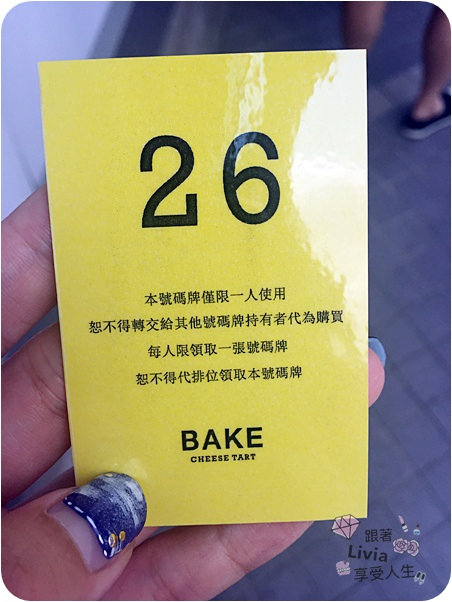 26
本號碼牌僅限一人使用
恕不得轉交給其他號碼牌持有者代為購買
每人限領取一張號碼牌
恕不得代排位領取本號碼牌
BAKE
CHEESE TART
跟著
Livia
享受人生